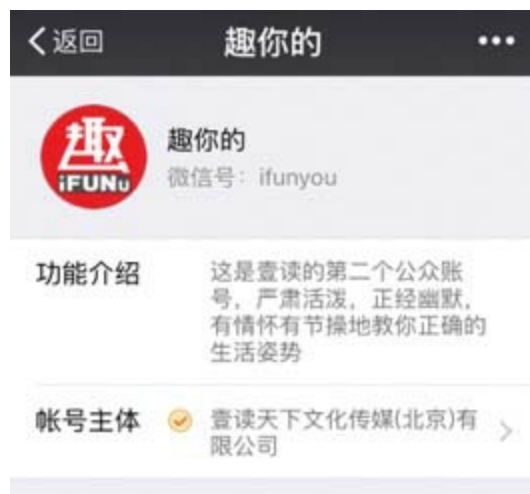 返回
趣你的
趣
iFUNu
趣你的
微信号：ifunyou
功能介绍
这是壹读的第二个公众账
号，严肃活泼，正经幽默，
有情怀有节操地教你正确的
生活姿势
帐号主体
壹读天下文化传媒(北京)有
限公司